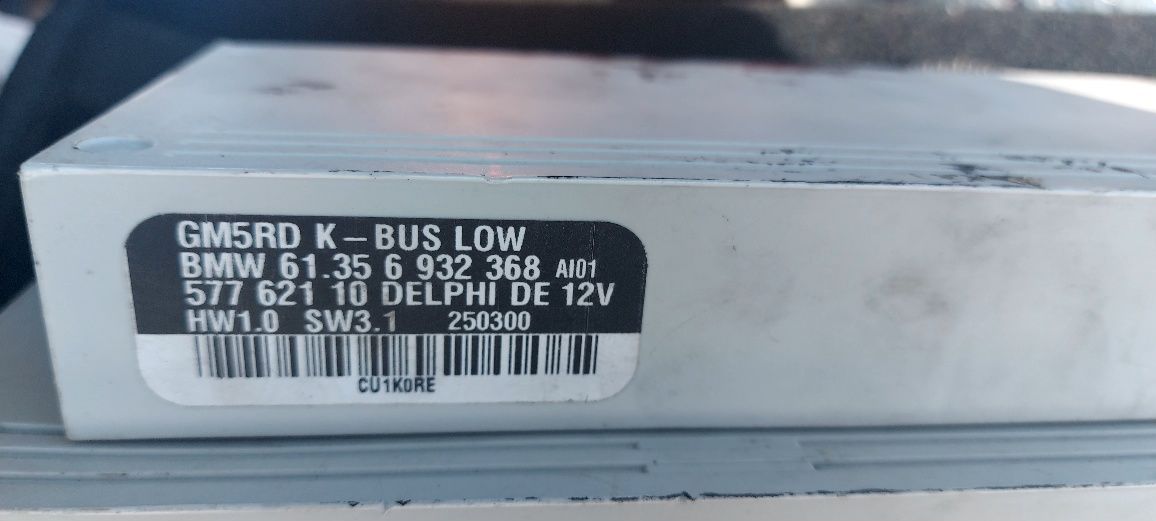 GM5RD K-BUS LOW
BMW 61.35 6 932 368 AI01
577 621 10 DELPHI DE 12V
HW1.0 SW3.1 250300
CU1K0RE